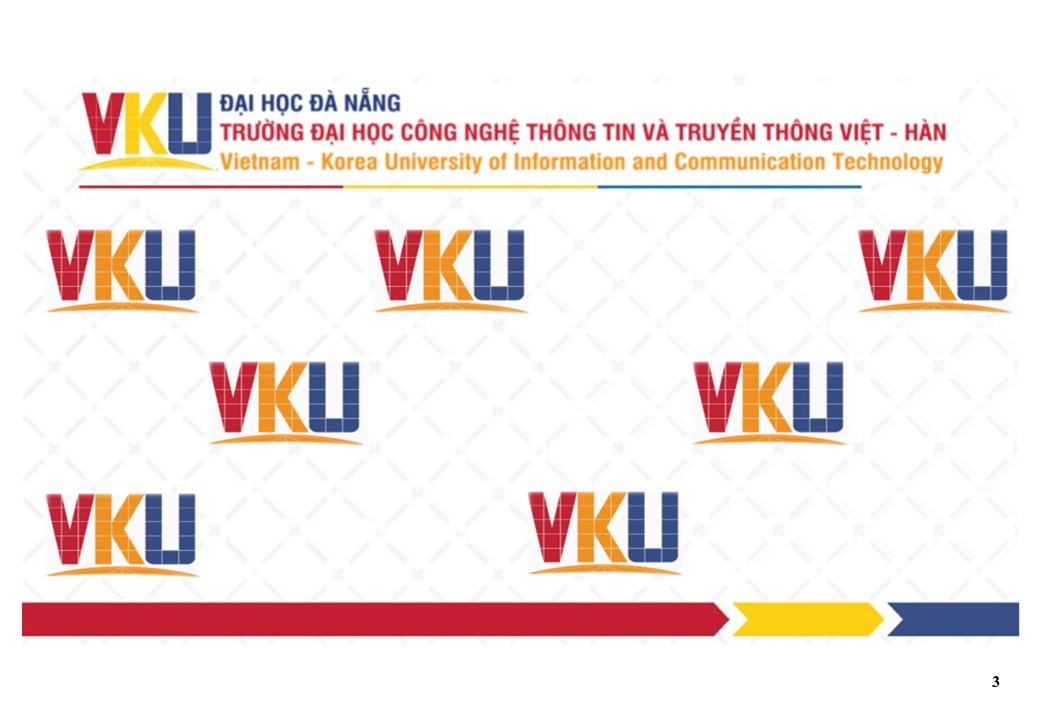 VKU
ĐẠI HỌC ĐÀ NẴNG
TRƯỜNG ĐẠI HỌC CÔNG NGHỆ THÔNG TIN VÀ TRUYỀN THÔNG VIỆT - HÀN
Vietnam - Korea University of Information and Communication Technology
VKU VKU VKU
VKU VKU
VKU VKU
3